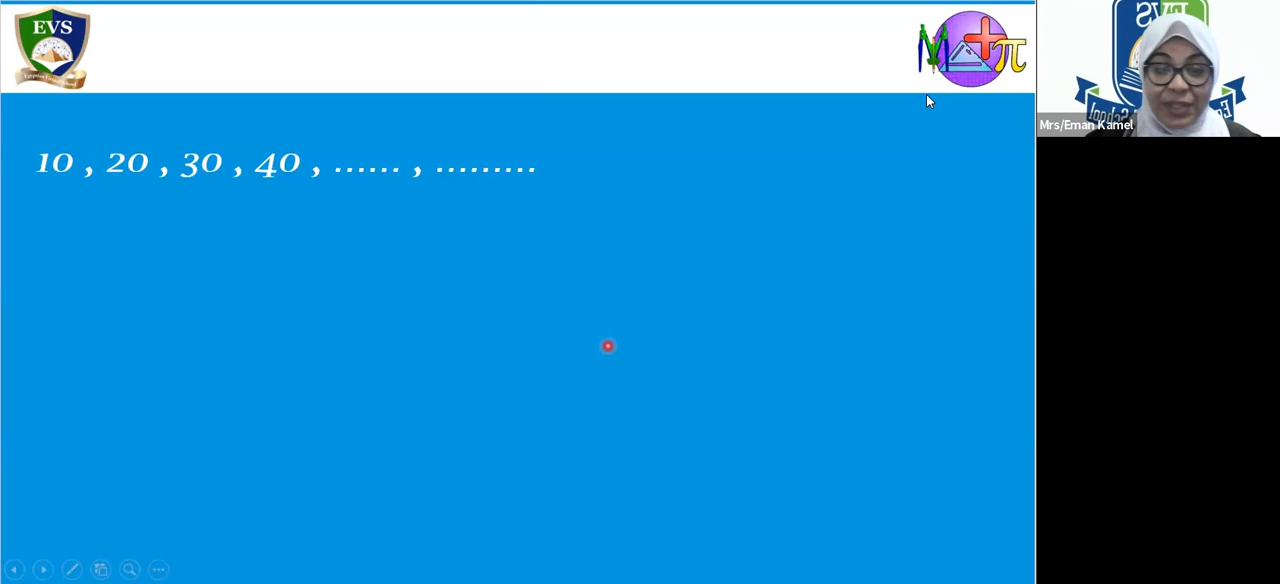 EVS
M+π
Mrs/Eman Kamel
10 , 20 , 30 , 40 , ...... , .........